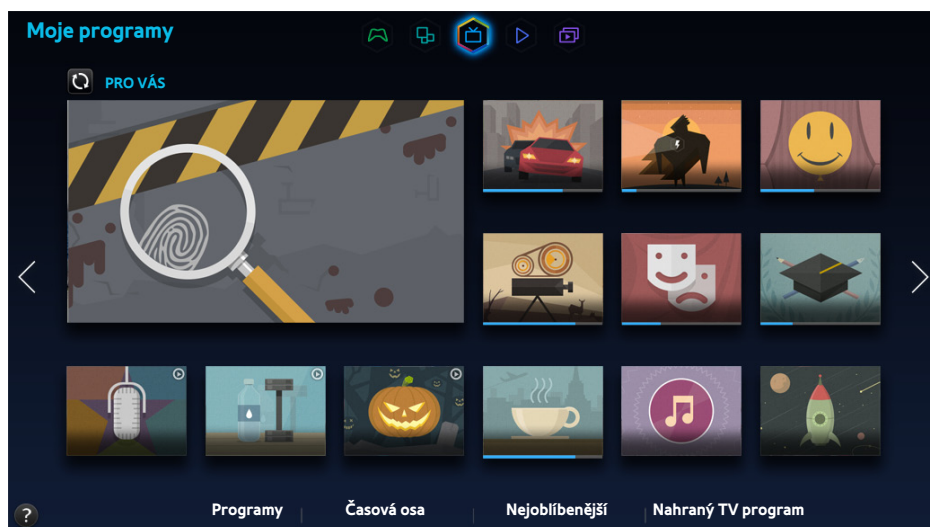 Moje programy
PRO VÁS
Programy
Časová osa
Nejoblíbenější
Nahraný TV program
?